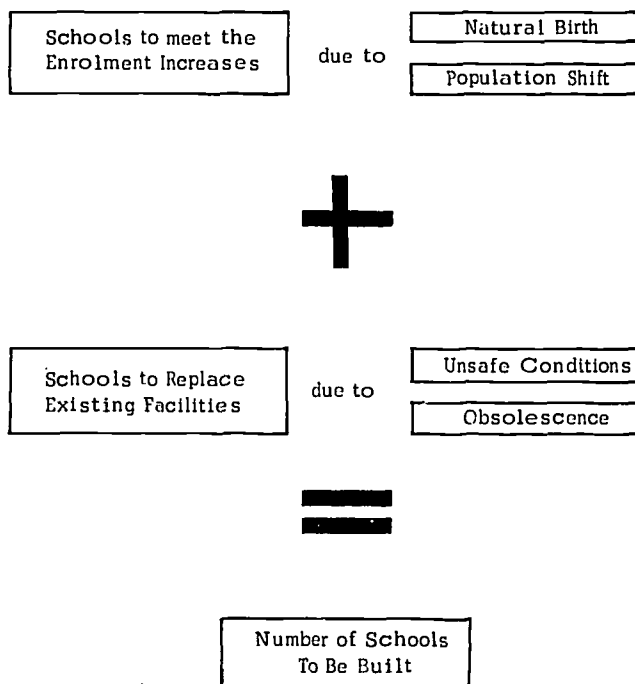 Schools to meet the
Enrolment Increases
due to
Natural Birth
Population Shift
+
Schools to Replace
Existing Facilities
due to
Unsafe Conditions
Obsolescence
=
Number of Schools
To Be Built